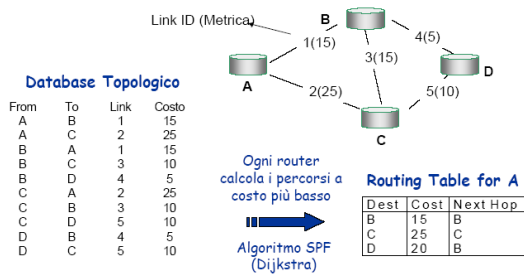 Link ID (Metrica)
B
1(15)
4(5)
3(15)
A
D
2(25)
5(10)
C
Database Topologico
From To Link Costo
A B 1 15
A C 2 25
B A 1 15
B C 3 10
B D 4 5
C A 2 25
C B 3 10
C D 5 10
D B 4 5
D C 5 10
Ogni router
calcola i percorsi a
costo più basso
Algoritmo SPF
(Dijkstra)
Routing Table for A
Dest Cost Next Hop
B 15 B
C 25 C
D 20 B